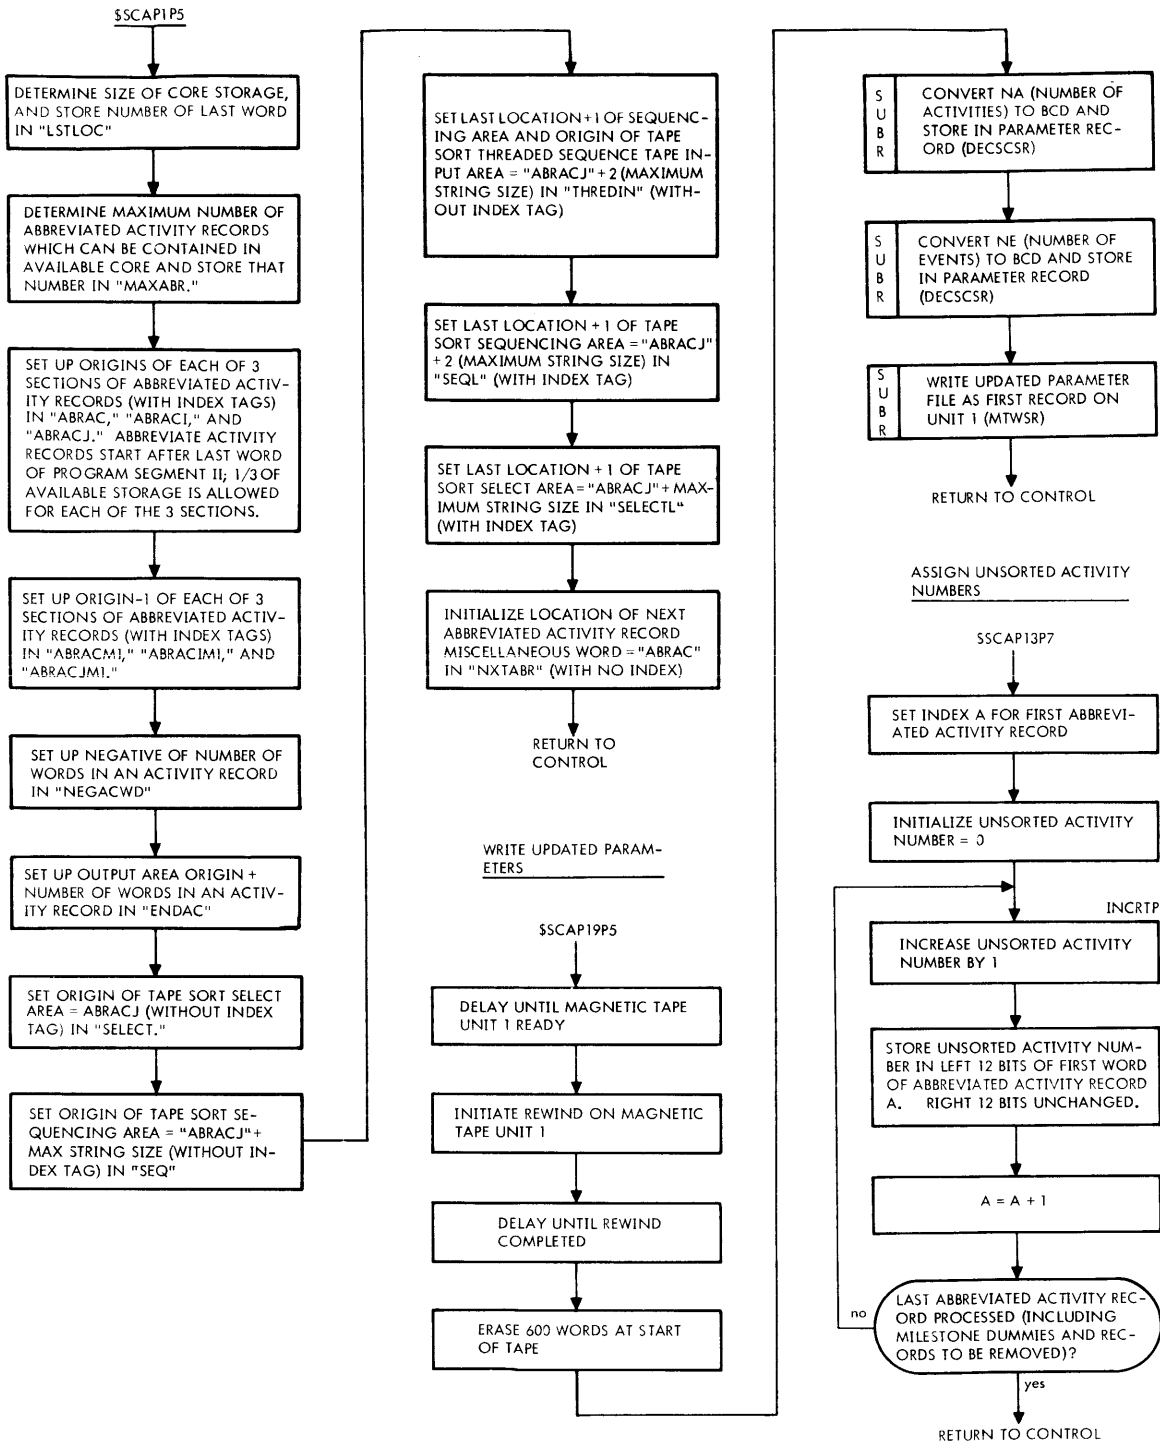 $SCAP1P5
DETERMINE SIZE OF CORE STORAGE,
AND STORE NUMBER OF LAST WORD
IN "LSTLOC"
DETERMINE MAXIMUM NUMBER OF
ABBREVIATED ACTIVITY RECORDS
WHICH CAN BE CONTAINED IN
AVAILABLE CORE AND STORE THAT
NUMBER IN "MAXABR."
SET UP ORIGINS OF EACH OF 3
SECTIONS OF ABBREVIATED ACTIV-
ITY RECORDS (WITH INDEX TAGS)
IN "ABRAC," "ABRACI," AND
"ABRACJ." ABBREVIATE ACTIVITY
RECORDS START AFTER LAST WORD
OF PROGRAM SEGMENT II; 1/3 OF
AVAILABLE STORAGE IS ALLOWED
FOR EACH OF THE 3 SECTIONS.
SET UP ORIGIN-1 OF EACH OF 3
SECTIONS OF ABBREVIATED ACTIV-
ITY RECORDS (WITH INDEX TAGS)
IN "ABRACM1," "ABRACIM1," AND
"ABRACJM1."
SET UP NEGATIVE OF NUMBER OF
WORDS IN AN ACTIVITY RECORD
IN "NEGACWD"
SET UP OUTPUT AREA ORIGIN +
NUMBER OF WORDS IN AN ACTIV-
ITY RECORD IN "ENDAC"
SET ORIGIN OF TAPE SORT SELECT
AREA = ABRACJ (WITHOUT INDEX
TAG) IN "SELECT."
SET ORIGIN OF TAPE SORT SE-
QUENCING AREA = "ABRACJ"+
MAX STRING SIZE (WITHOUT IN-
DEX TAG) IN "SEQ"
SET LAST LOCATION+1 OF SEQUENC-
ING AREA AND ORIGIN OF TAPE
SORT THREADED SEQUENCE TAPE IN-
PUT AREA = "ABRACJ"+ 2 (MAXIMUM
STRING SIZE) IN "THREDIN" (WITH-
OUT INDEX TAG)
SET LAST LOCATION + 1 OF TAPE
SORT SEQUENCING AREA = "ABRACJ"
+ 2 (MAXIMUM STRING SIZE) IN
"SEQL" (WITH INDEX TAG)
SET LAST LOCATION + 1 OF TAPE
SORT SELECT AREA = "ABRACJ" + MAX-
IMUM STRING SIZE IN "SELECTL"
(WITH INDEX TAG)
INITIALIZE LOCATION OF NEXT
ABBREVIATED ACTIVITY RECORD
MISCELLANEOUS WORD = "ABRAC"
IN "NXTABR" (WITH NO INDEX)
RETURN TO
CONTROL
WRITE UPDATED PARAM-
ETERS
$SCAP19P5
DELAY UNTIL MAGNETIC TAPE
UNIT 1 READY
INITIATE REWIND ON MAGNETIC
TAPE UNIT 1
DELAY UNTIL REWIND
COMPLETED
ERASE 600 WORDS AT START
OF TAPE
SUBR
CONVERT NA (NUMBER OF
ACTIVITIES) TO BCD AND
STORE IN PARAMETER REC-
ORD (DECSCSR)
SUBR
CONVERT NE (NUMBER OF
EVENTS) TO BCD AND STORE
IN PARAMETER RECORD
(DECSCSR)
SUBR
WRITE UPDATED PARAMETER
FILE AS FIRST RECORD ON
UNIT 1 (MTWSR)
RETURN TO CONTROL
ASSIGN UNSORTED ACTIVITY
NUMBERS
SSCAP13P7
SET INDEX A FOR FIRST ABBREVI-
ATED ACTIVITY RECORD
INITIALIZE UNSORTED ACTIVITY
NUMBER = 0
INCRTP
INCREASE UNSORTED ACTIVITY
NUMBER BY 1
STORE UNSORTED ACTIVITY NUM-
BER IN LEFT 12 BITS OF FIRST WORD
OF ABBREVIATED ACTIVITY RECORD
A. RIGHT 12 BITS UNCHANGED.
A = A + 1
LAST ABBREVIATED ACTIVITY REC-
ORD PROCESSED (INCLUDING
MILESTONE DUMMIES AND REC-
ORDS TO BE REMOVED)?
no
yes
RETURN TO CONTROL